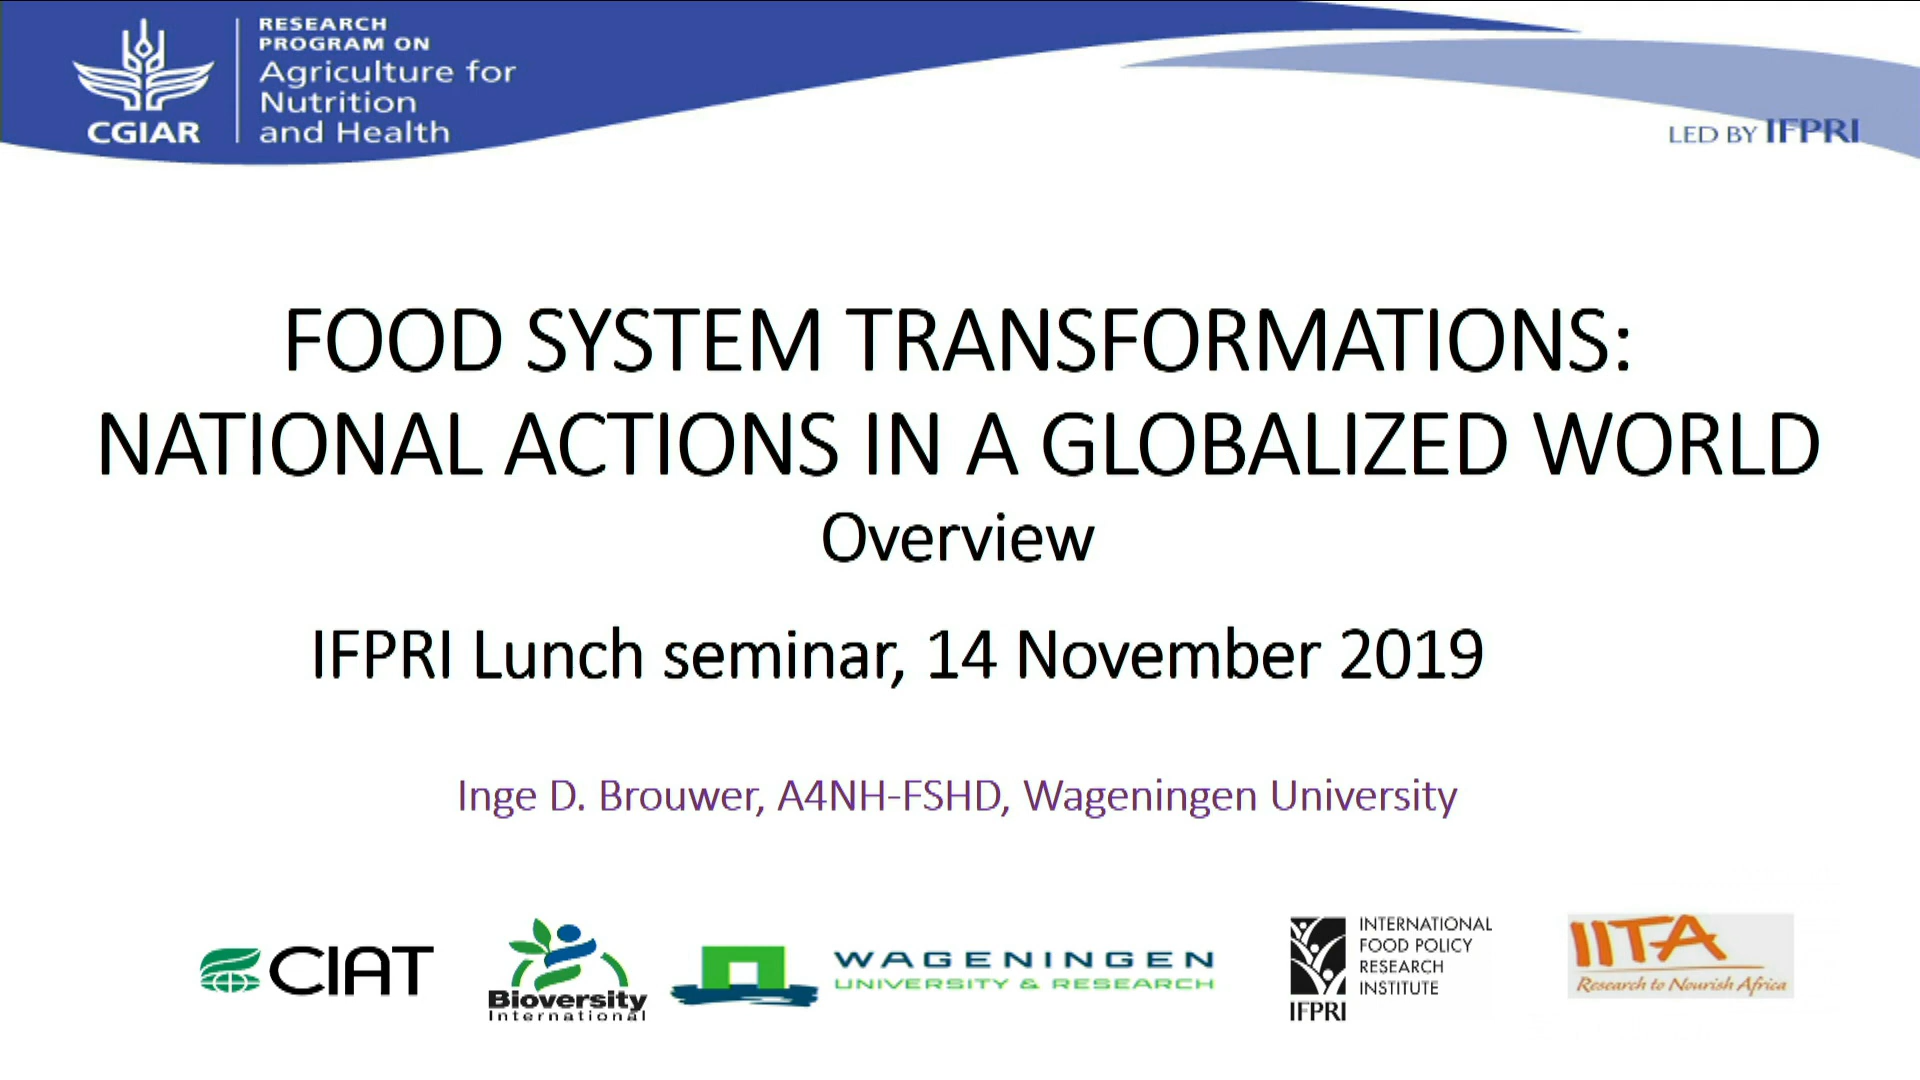 RESEARCH
PROGRAM ON
Agriculture for
Nutrition
and Health
CGIAR
LED BY IFPRI
FOOD SYSTEM TRANSFORMATIONS:
NATIONAL ACTIONS IN A GLOBALIZED WORLD
Overview
IFPRI Lunch seminar, 14 November 2019
Inge D. Brouwer, A4NH-FSHD, Wageningen University
CIAT
Bioversity
International
WAGENINGEN
UNIVERSITY & RESEARCH
INTERNATIONAL
FOOD POLICY
RESEARCH
INSTITUTE
IFPRI
IITA
Research to Nourish Africa